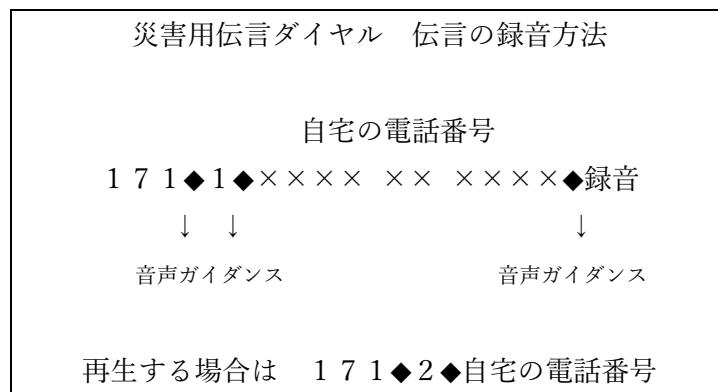 災害用伝言ダイヤル　伝言の録音方法
自宅の電話番号
１７１◆１◆×××× ×× ××××◆録音
↓ ↓ ↓
音声ガイダンス 音声ガイダンス
再生する場合は　１７１◆２◆自宅の電話番号